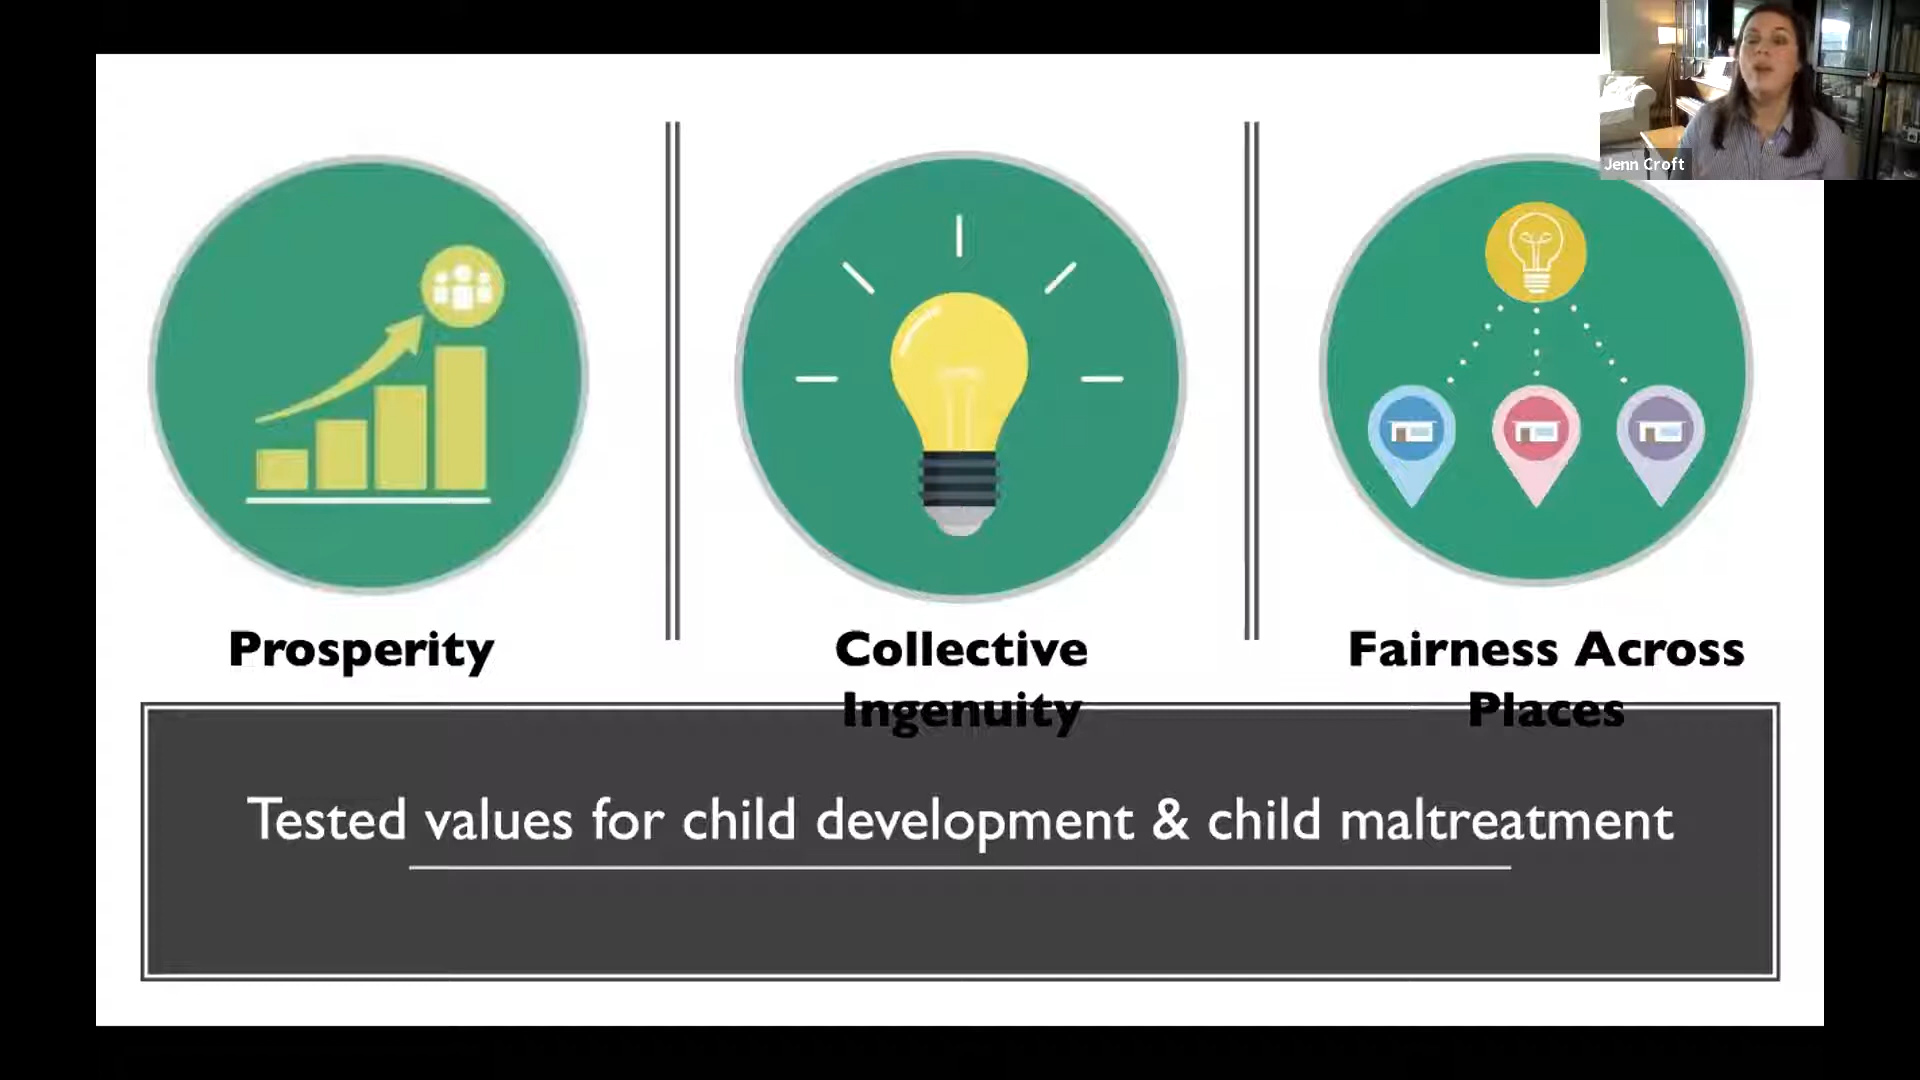 Jenn Croft
Prosperity
Collective
Ingenuity
Fairness Across
Places
Tested values for child development & child maltreatment